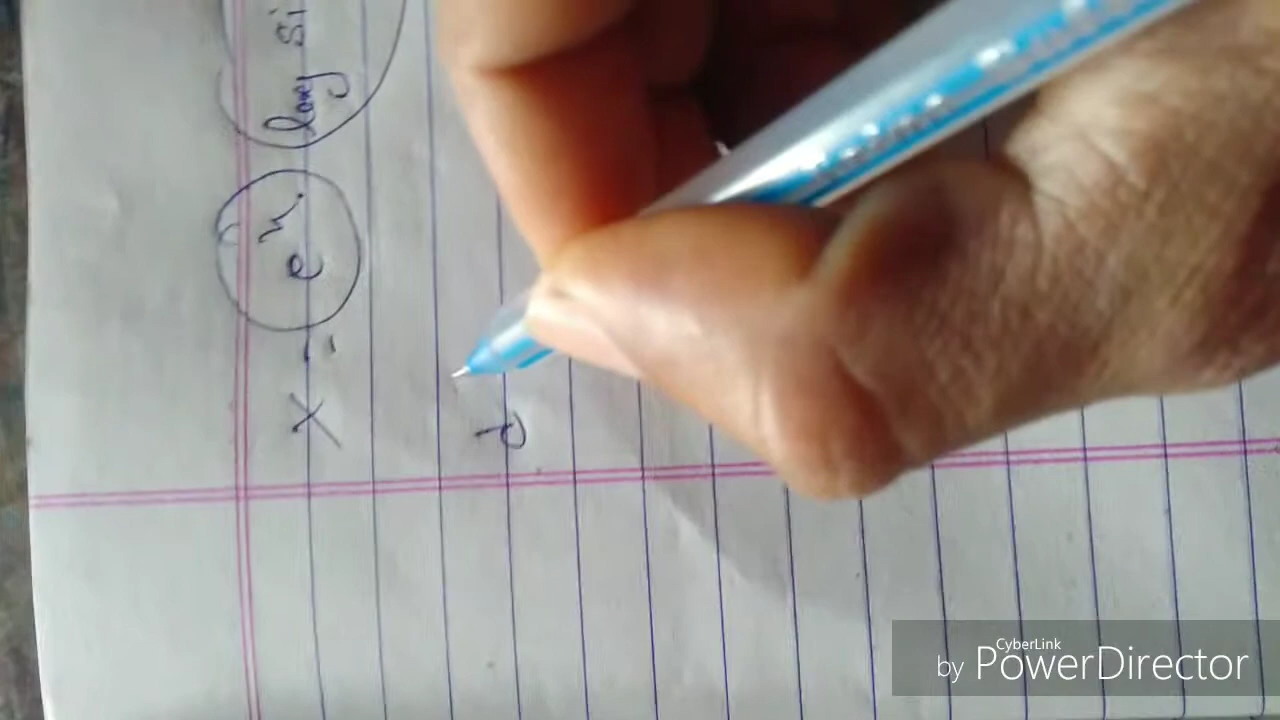 y = e^x . log si
d
CyberLink
by PowerDirector